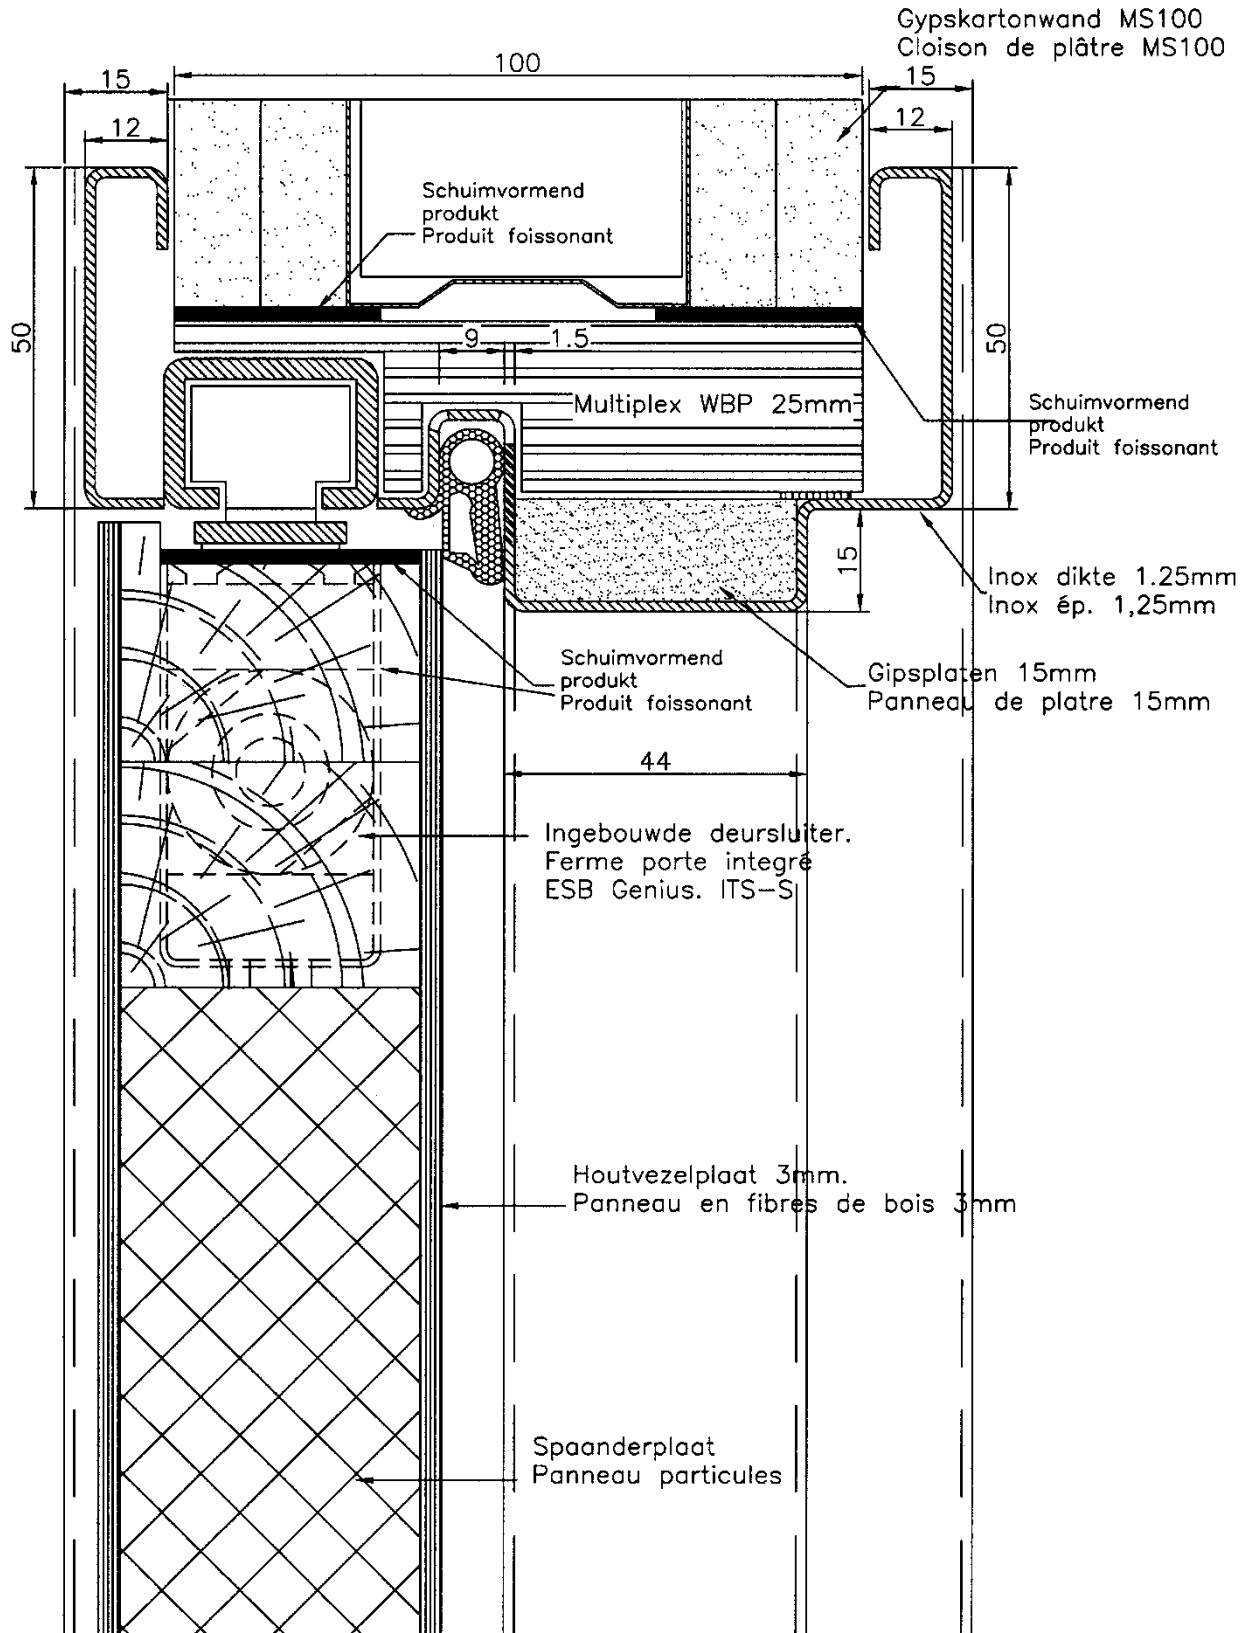 Gypskartonwand MS100
Cloison de plâtre MS100
100
15
15
12
12
Schuimvormend
produkt
Produit foissonant
50
50
9
1.5
Multiplex WBP 25mm
Schuimvormend
produkt
Produit foissonant
15
Inox dikte 1.25mm
Inox ép. 1,25mm
Schuimvormend
produkt
Produit foissonant
Gipsplaten 15mm
Panneau de platre 15mm
44
Ingebouwde deursluiter.
Ferme porte integré
ESB Genius. ITS-S
Houtvezelplaat 3mm.
Panneau en fibres de bois 3mm
Spaanderplaat
Panneau particules